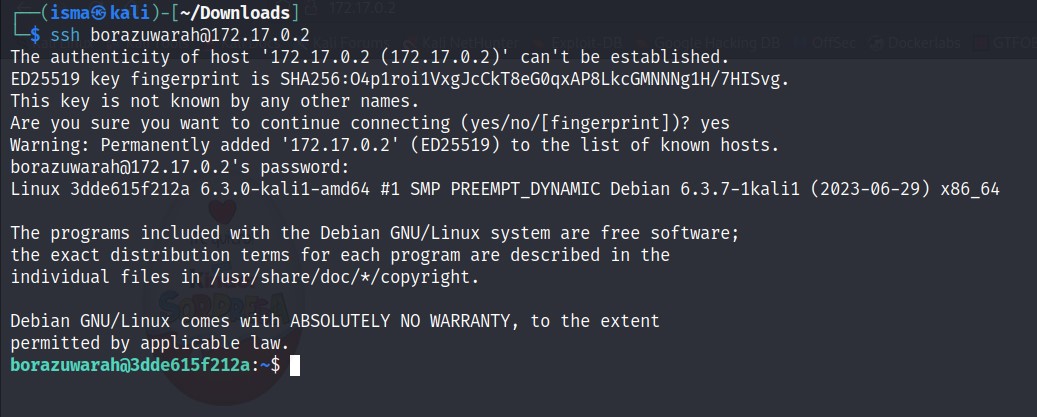 ┌──(isma㉿kali)-[~/Downloads]
└─$ ssh borazuwarah@172.17.0.2
The authenticity of host '172.17.0.2 (172.17.0.2)' can't be established.
ED25519 key fingerprint is SHA256:O4p1roi1VxgJcCkT8eG0qxAP8LkcGMNNNg1H/7HISvg.
This key is not known by any other names.
Are you sure you want to continue connecting (yes/no/[fingerprint])? yes
Warning: Permanently added '172.17.0.2' (ED25519) to the list of known hosts.
borazuwarah@172.17.0.2's password:
Linux 3dde615f212a 6.3.0-kali1-amd64 #1 SMP PREEMPT_DYNAMIC Debian 6.3.7-1kali1 (2023-06-29) x86_64
The programs included with the Debian GNU/Linux system are free software;
the exact distribution terms for each program are described in the
individual files in /usr/share/doc/*/copyright.
Debian GNU/Linux comes with ABSOLUTELY NO WARRANTY, to the extent
permitted by applicable law.
borazuwarah@3dde615f212a:~$